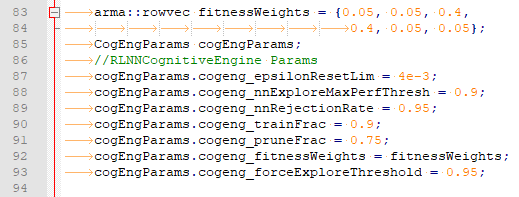 83 arma::rowvec fitnessWeights = {0.05, 0.05, 0.4,
84 0.4, 0.05, 0.05};
85 CogEngParams cogEngParams;
86 //RLNNCognitiveEngine Params
87 cogEngParams.cogeng_epsilonResetLim = 4e-3;
88 cogEngParams.cogeng_nnExploreMaxPerfThresh = 0.9;
89 cogEngParams.cogeng_nnRejectionRate = 0.95;
90 cogEngParams.cogeng_trainFrac = 0.9;
91 cogEngParams.cogeng_pruneFrac = 0.75;
92 cogEngParams.cogeng_fitnessWeights = fitnessWeights;
93 cogEngParams.cogeng_forceExploreThreshold = 0.95;
94